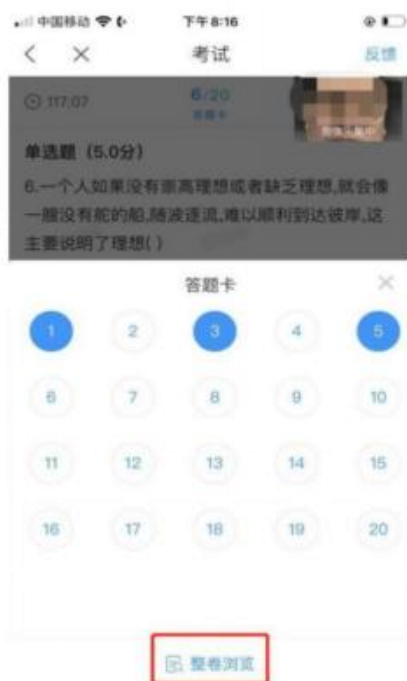 中国移动 下午 8:16
考试 反馈
117:07 6/20
答题卡
单选题（5.0分）
6.一个人如果没有崇高理想或者缺乏理想,就会像
一艘没有舵的船,随波逐流,难以顺利到达彼岸,这
主要说明了理想( )
答题卡
1 2 3 4 5
6 7 8 9 10
11 12 13 14 15
16 17 18 19 20
整卷浏览